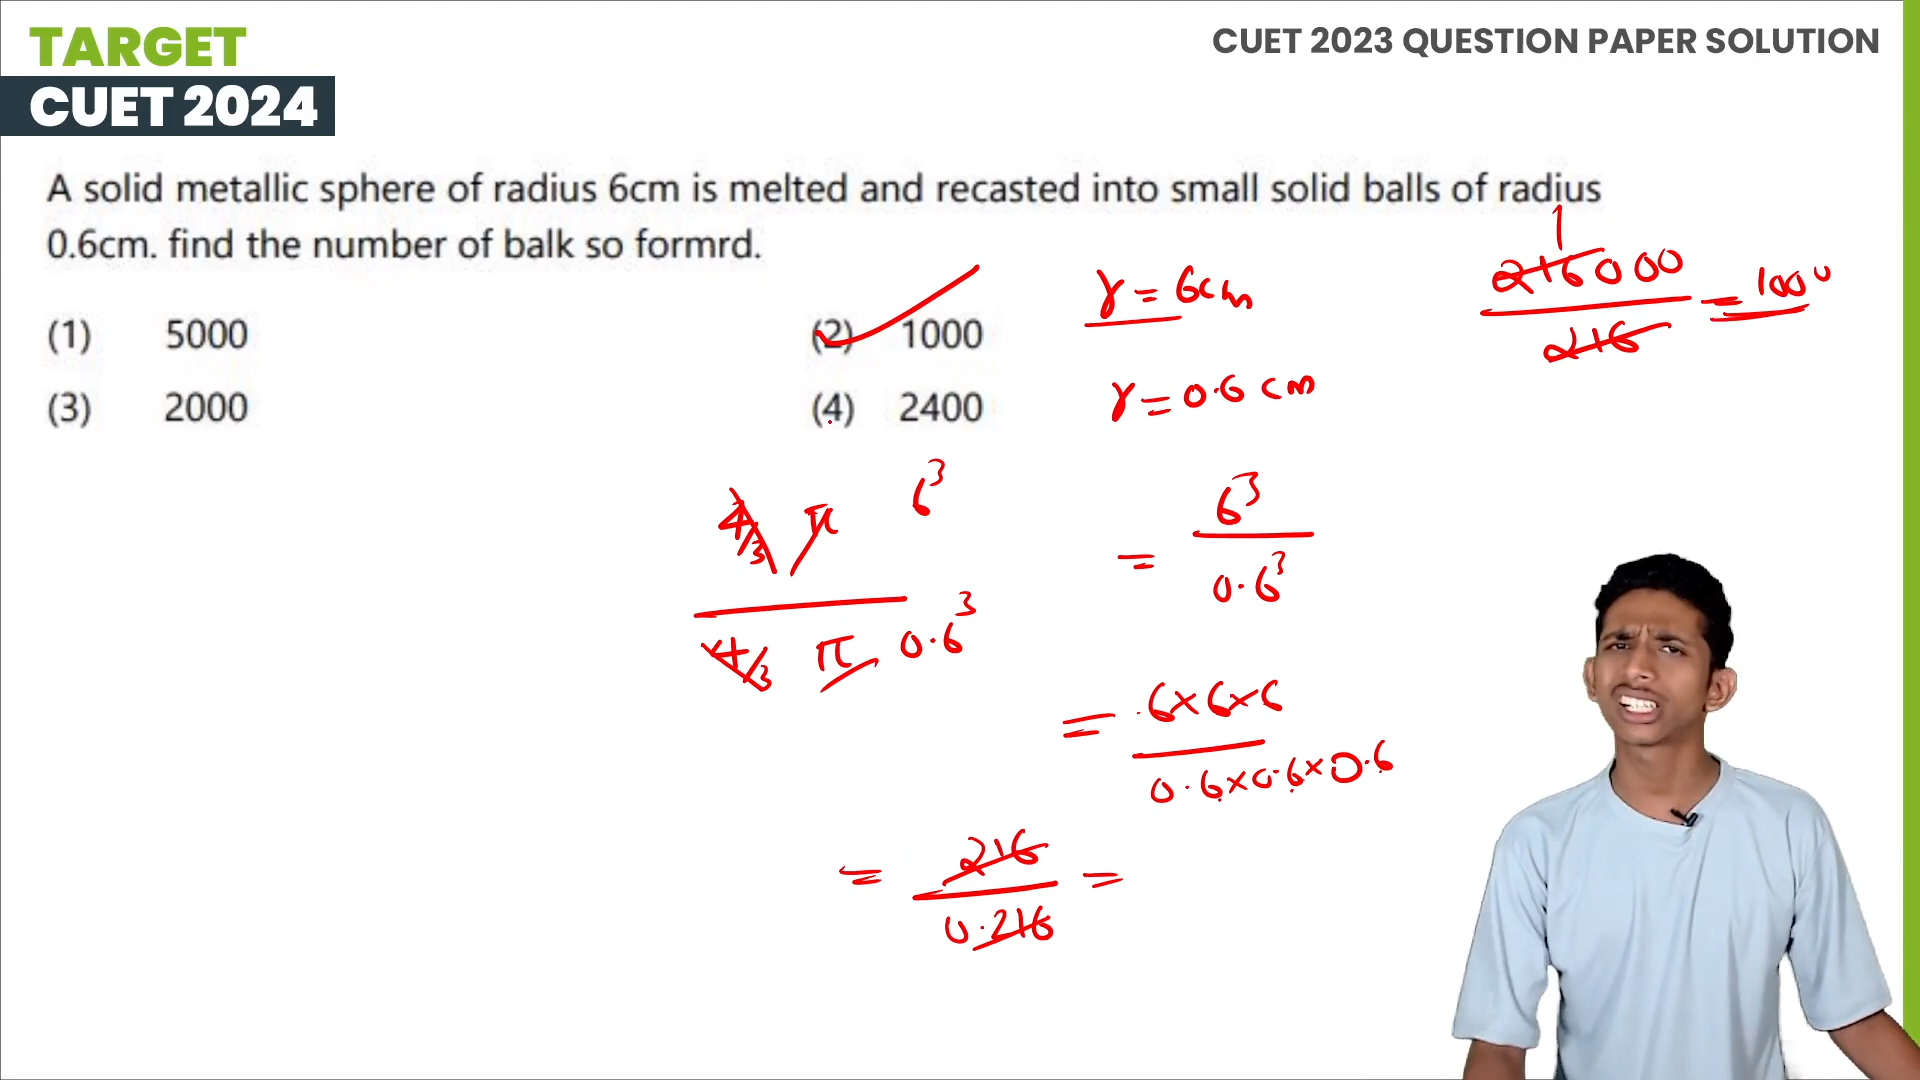 TARGET
CUET 2024
CUET 2023 QUESTION PAPER SOLUTION
A solid metallic sphere of radius 6cm is melted and recasted into small solid balls of radius
0.6cm. find the number of balk so formrd.
(1) 5000
(2) 1000
(3) 2000
(4) 2400
r = 6cm
r = 0.6 cm
1
216000
216
= 1000
4/3 π 6³
4/3 π 0.6³
= 6³
0.6³
= 6×6×6
0.6×0.6×0.6
= 216 =
0.216